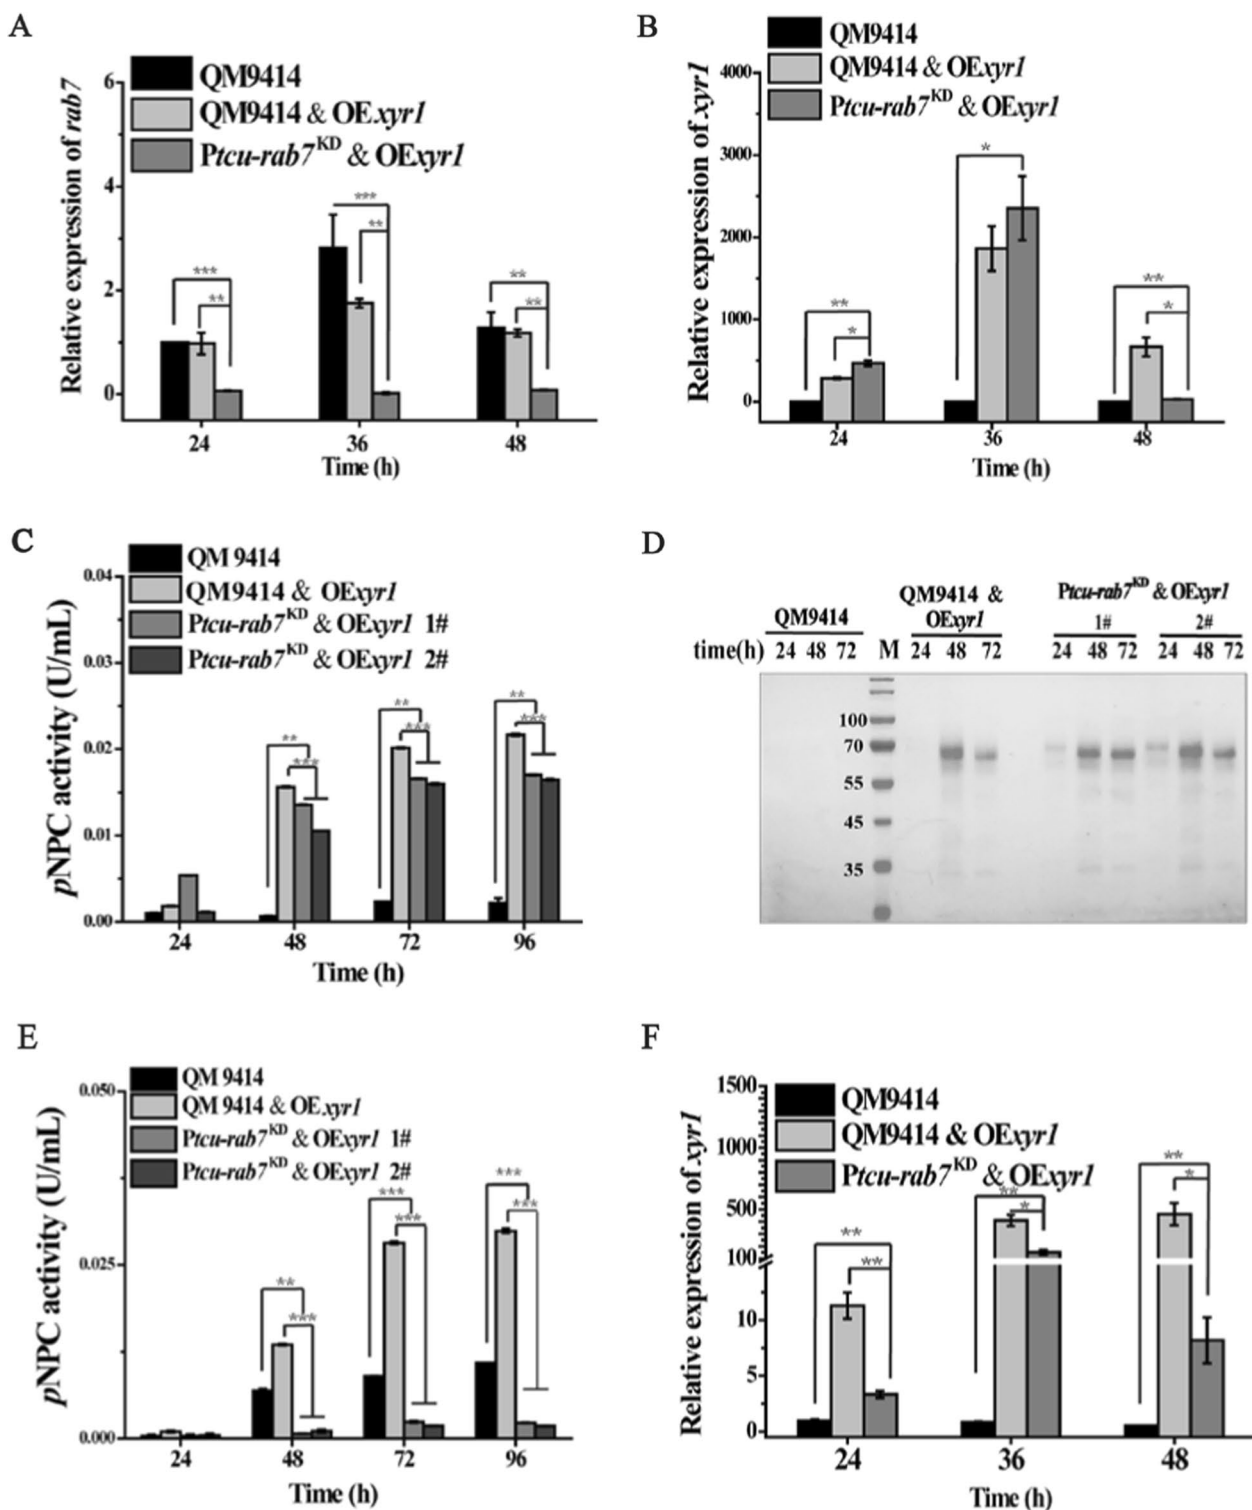 A
Relative expression of rab7
QM9414
QM9414 & OExyr1
Ptcu-rab7KD & OExyr1
6
4
2
0
***
**
***
**
**
**
24 36 48
Time (h)
B
Relative expression of xyr1
QM9414
QM9414 & OExyr1
Ptcu-rab7KD & OExyr1
4000
3000
2000
1000
0
**
*
*
**
*
24 36 48
Time (h)
C
pNPC activity (U/mL)
QM 9414
QM9414 & OExyr1
Ptcu-rab7KD & OExyr1 1#
Ptcu-rab7KD & OExyr1 2#
0.04
0.03
0.02
0.01
0.00
**
***
**
***
**
***
24 48 72 96
Time (h)
D
QM9414
QM9414 &
OExyr1
Ptcu-rab7KD & OExyr1
1# 2#
time(h) 24 48 72 M 24 48 72 24 48 72 24 48 72
100
70
55
45
35
E
pNPC activity (U/mL)
QM 9414
QM 9414 & OExyr1
Ptcu-rab7KD & OExyr1 1#
Ptcu-rab7KD & OExyr1 2#
0.050
0.025
0.000
**
***
***
***
***
***
24 48 72 96
Time (h)
F
Relative expression of xyr1
QM9414
QM9414 & OExyr1
Ptcu-rab7KD & OExyr1
1500
1000
500
100
10
5
0
**
**
**
*
**
*
24 36 48
Time (h)